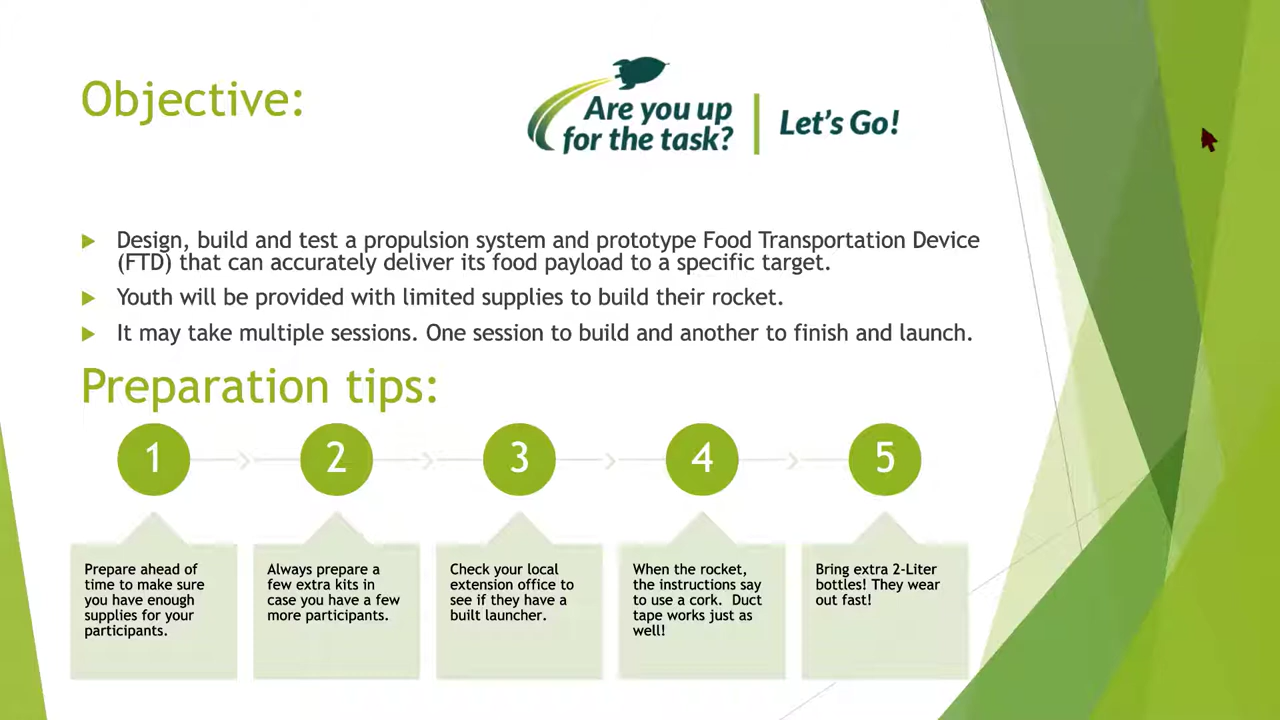 Objective:
Are you up
for the task?
Let's Go!
Design, build and test a propulsion system and prototype Food Transportation Device
(FTD) that can accurately deliver its food payload to a specific target.
Youth will be provided with limited supplies to build their rocket.
It may take multiple sessions. One session to build and another to finish and launch.
Preparation tips:
1
2
3
4
5
Prepare ahead of
time to make sure
you have enough
supplies for your
participants.
Always prepare a
few extra kits in
case you have a few
more participants.
Check your local
extension office to
see if they have a
built launcher.
When the rocket,
the instructions say
to use a cork. Duct
tape works just as
well!
Bring extra 2-Liter
bottles! They wear
out fast!